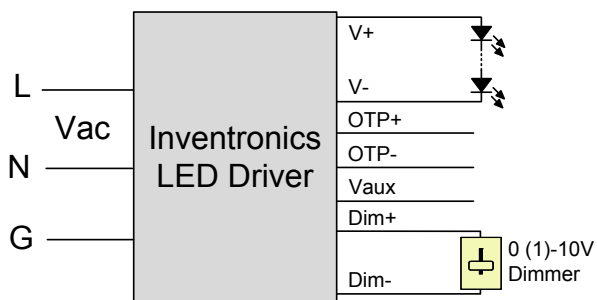 L
Vac
N
G
Inventronics
LED Driver
V+
V-
OTP+
OTP-
Vaux
Dim+
Dim-
0 (1)-10V
Dimmer